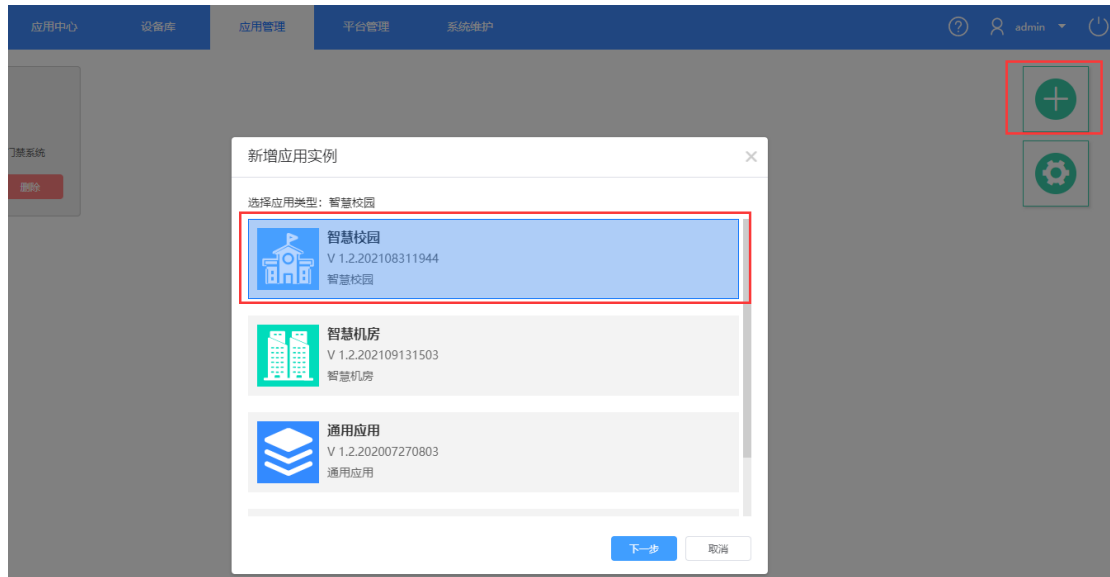 应用中心 设备库 应用管理 平台管理 系统维护 admin
门禁系统
删除
新增应用实例
选择应用类型：智慧校园
智慧校园
V 1.2.202108311944
智慧校园
智慧机房
V 1.2.202109131503
智慧机房
通用应用
V 1.2.202007270803
通用应用
下一步 取消